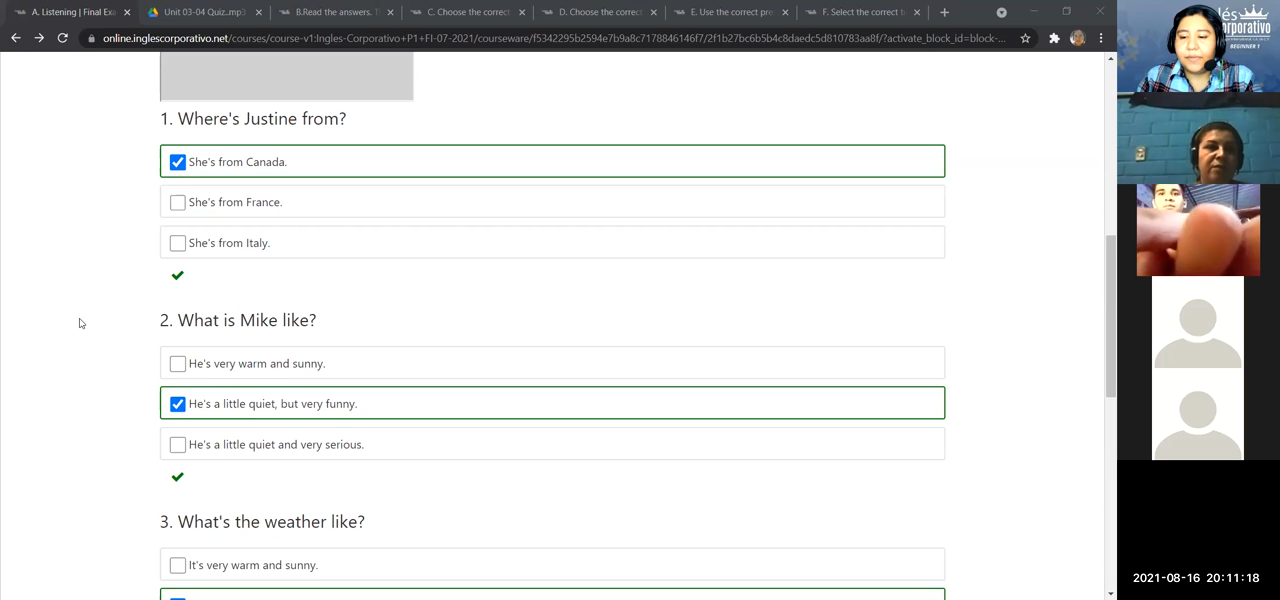 A. Listening | Final Exa
Unit 03-04 Quiz..mp3
B.Read the answers. T
C. Choose the correct
D. Choose the correct
E. Use the correct pre
F. Select the correct t
online.inglescorporativo.net/courses/course-v1:Ingles-Corporativo+P1+FI-07-2021/courseware/f5342295b2594e7b9a8c7178846146f7/2f1b27bc6b5b4c8daedc5d810783aa8f/?activate_block_id=block-...
1. Where's Justine from?
She's from Canada.
She's from France.
She's from Italy.
2. What is Mike like?
He's very warm and sunny.
He's a little quiet, but very funny.
He's a little quiet and very serious.
3. What's the weather like?
It's very warm and sunny.
lés
orporativo
BEGINNER 1
2021-08-16 20:11:18